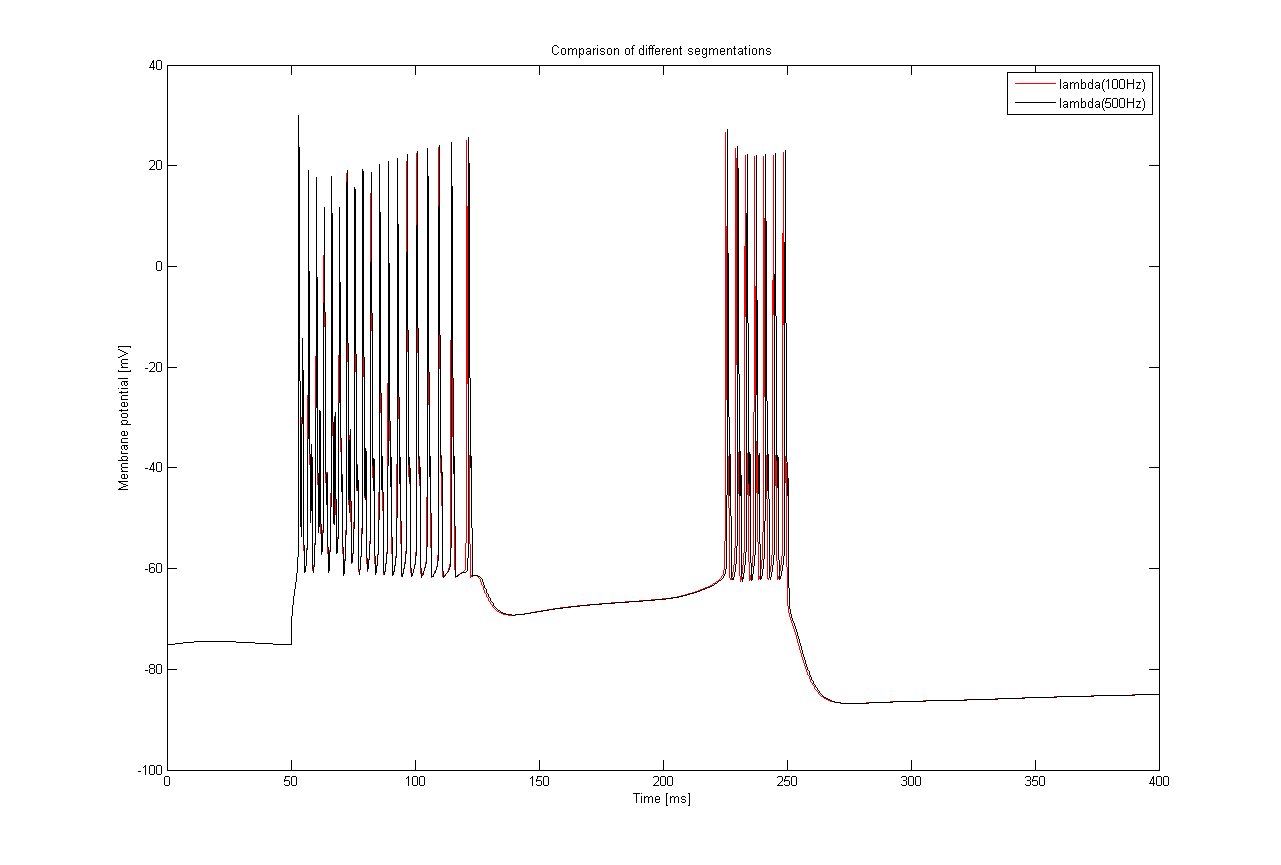 Comparison of different segmentations
lambda(100Hz)
lambda(500Hz)
40
20
0
-20
-40
-60
-80
-100
Membrane potential [mV]
0 50 100 150 200 250 300 350 400
Time [ms]